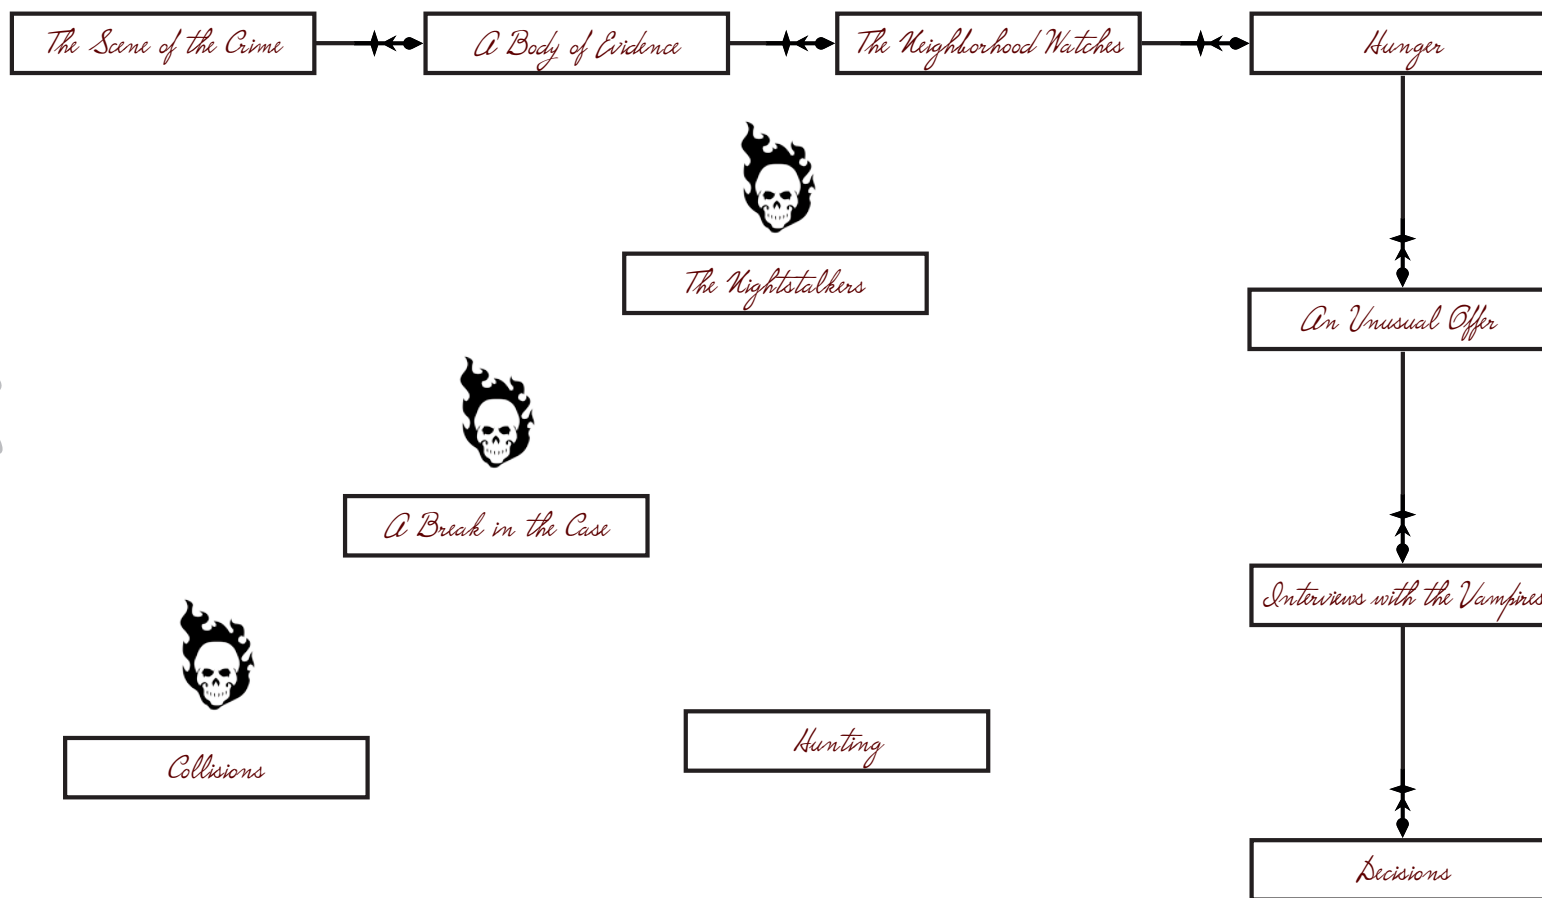 The Scene of the Crime
A Body of Evidence
The Neighborhood Watches
Hunger
The Nightstalkers
An Unusual Offer
A Break in the Case
Interviews with the Vampires
Hunting
Collisions
Decisions